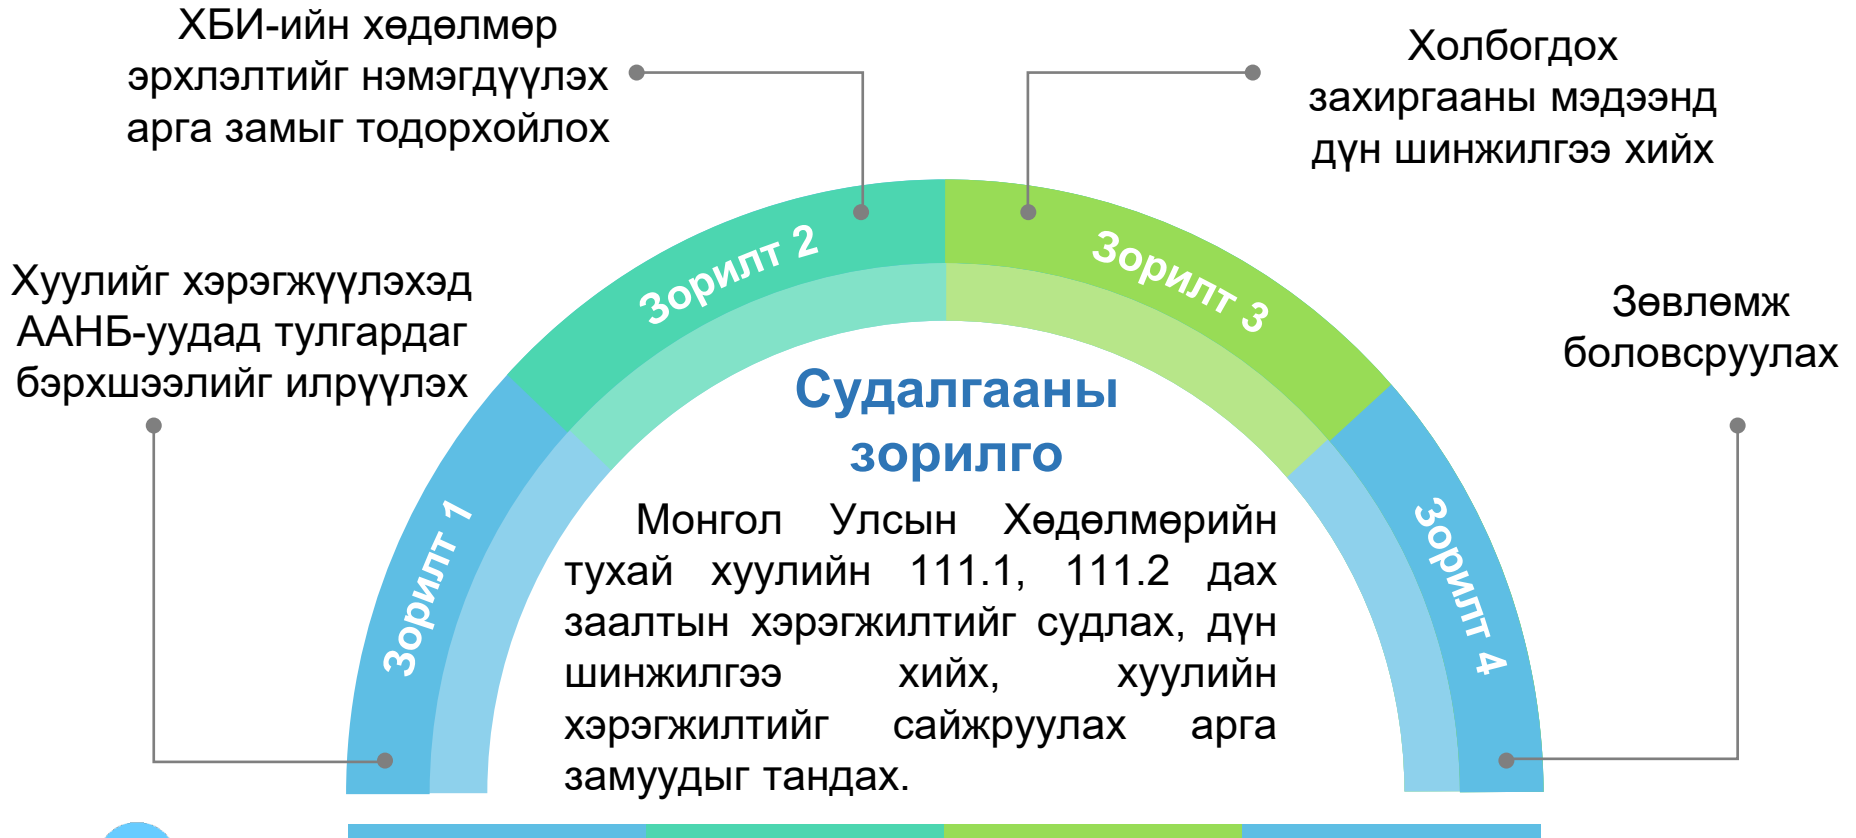 ХБИ-ийн хөдөлмөр
эрхлэлтийг нэмэгдүүлэх
арга замыг тодорхойлох
Холбогдох
захиргааны мэдээнд
дүн шинжилгээ хийх
Хуулийг хэрэгжүүлэхэд
ААНБ-уудад тулгардаг
бэрхшээлийг илрүүлэх
Зөвлөмж
боловсруулах
Зорилт 1
Зорилт 2
Зорилт 3
Зорилт 4
Судалгааны
зорилго
Монгол Улсын Хөдөлмөрийн
тухай хуулийн 111.1, 111.2 дах
заалтын хэрэгжилтийг судлах, дүн
шинжилгээ хийх, хуулийн
хэрэгжилтийг сайжруулах арга
замуудыг тандах.